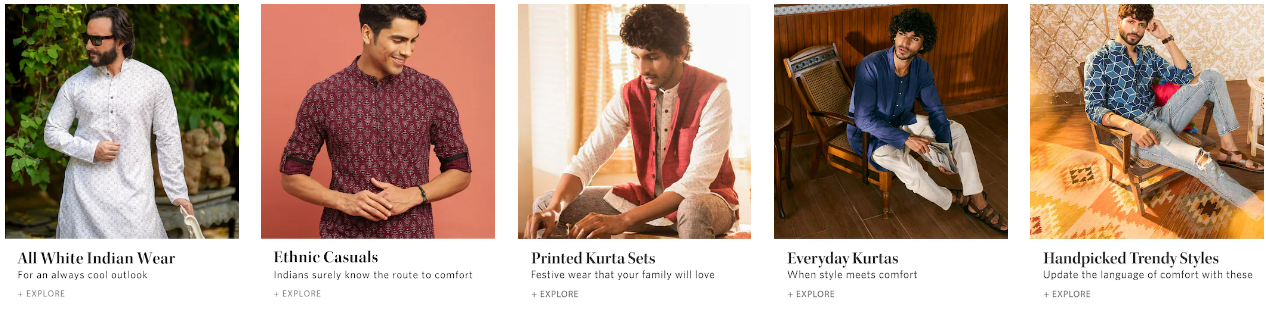 All White Indian Wear
For an always cool outlook
+ EXPLORE
Ethnic Casuals
Indians surely know the route to comfort
+ EXPLORE
Printed Kurta Sets
Festive wear that your family will love
+ EXPLORE
Everyday Kurtas
When style meets comfort
+ EXPLORE
Handpicked Trendy Styles
Update the language of comfort with these
+ EXPLORE